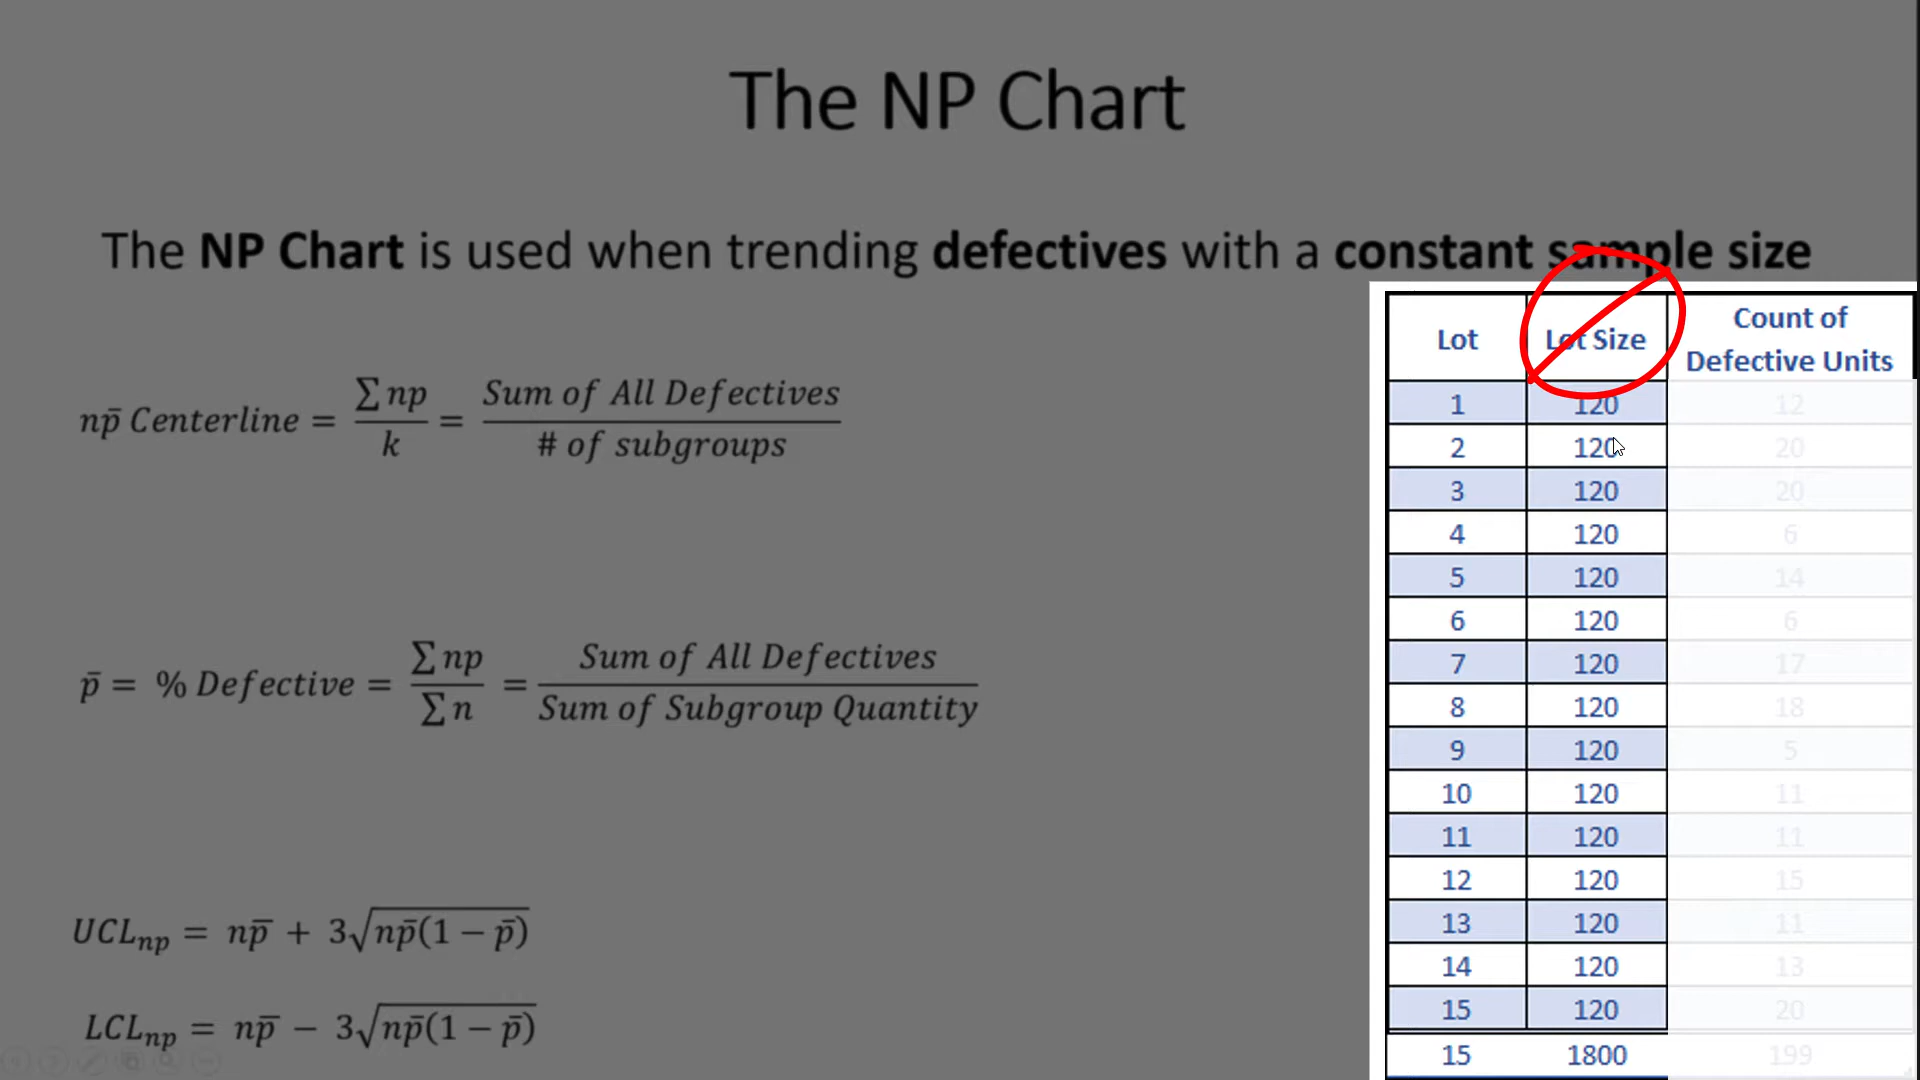 The NP Chart
The NP Chart is used when trending defectives with a constant sample size
np̄ Centerline = ∑np / k = Sum of All Defectives / # of subgroups
p̄ = % Defective = ∑np / ∑n = Sum of All Defectives / Sum of Subgroup Quantity
UCLnp = np̄ + 3√np̄(1 − p̄)
LCLnp = np̄ − 3√np̄(1 − p̄)
Lot Lot Size Count of Defective Units
1 120 12
2 120 20
3 120 20
4 120 6
5 120 14
6 120 6
7 120 17
8 120 18
9 120 5
10 120 11
11 120 11
12 120 15
13 120 11
14 120 13
15 120 20
15 1800 199